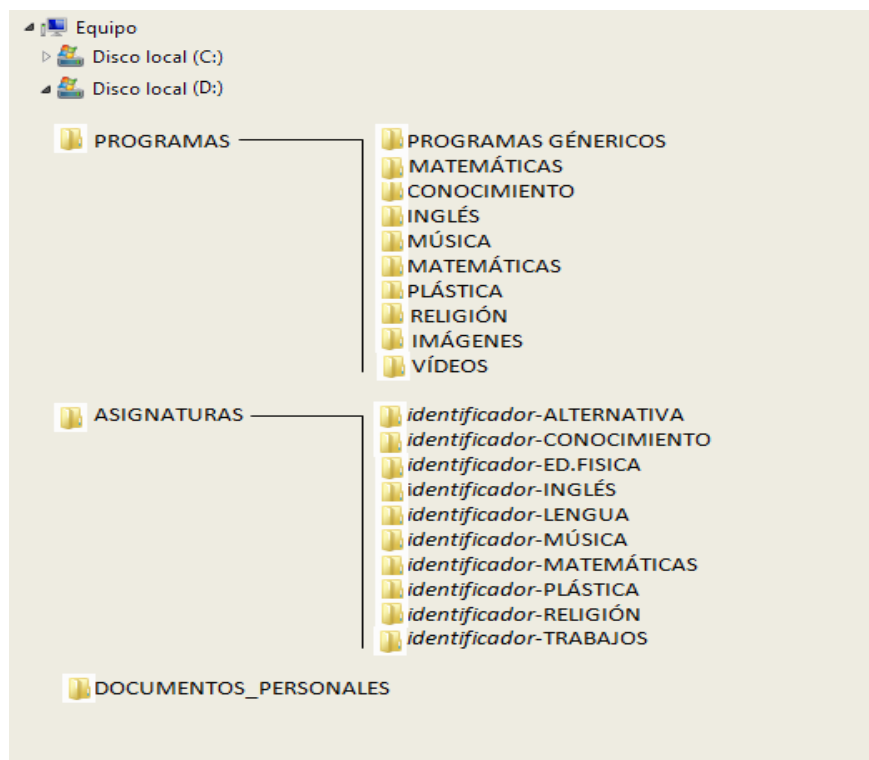 Equipo
Disco local (C:)
Disco local (D:)
PROGRAMAS
PROGRAMAS GÉNERICOS
MATEMÁTICAS
CONOCIMIENTO
INGLÉS
MÚSICA
MATEMÁTICAS
PLÁSTICA
RELIGIÓN
IMÁGENES
VÍDEOS
ASIGNATURAS
identificador-ALTERNATIVA
identificador-CONOCIMIENTO
identificador-ED.FISICA
identificador-INGLÉS
identificador-LENGUA
identificador-MÚSICA
identificador-MATEMÁTICAS
identificador-PLÁSTICA
identificador-RELIGIÓN
identificador-TRABAJOS
DOCUMENTOS_PERSONALES